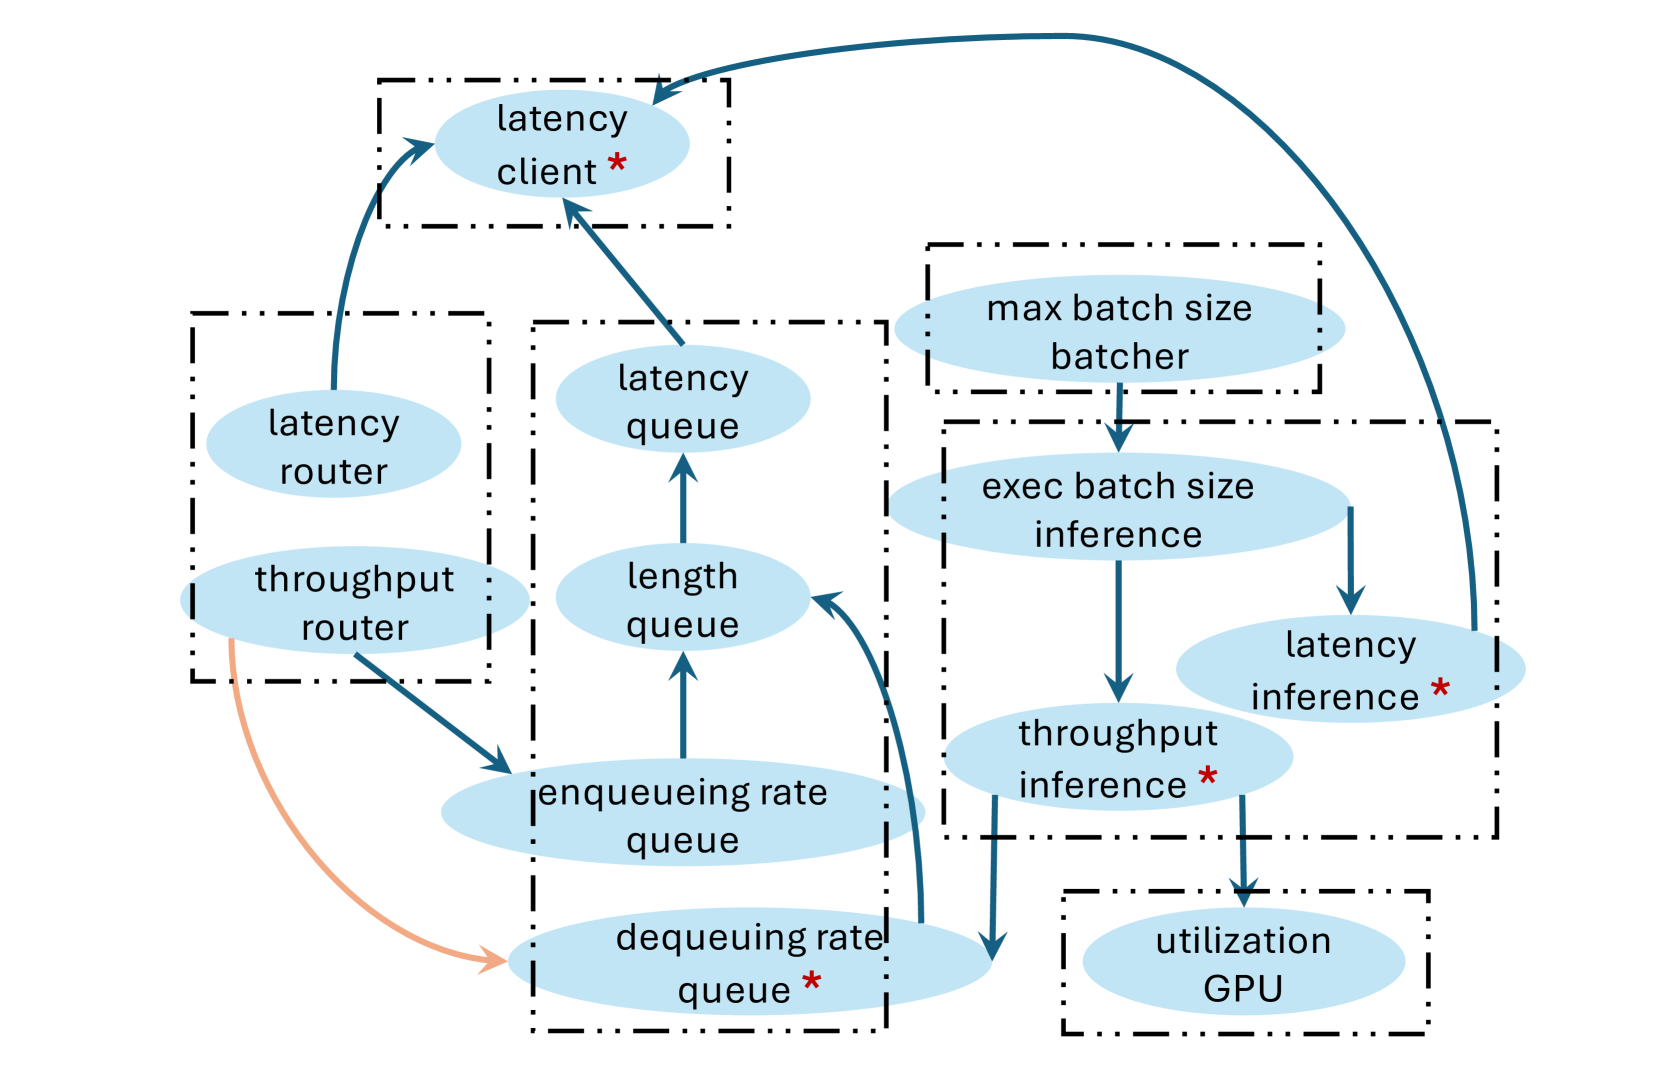 latency
client *
max batch size
batcher
latency
queue
latency
router
exec batch size
inference
throughput
router
length
queue
latency
inference *
throughput
inference *
enqueueing rate
queue
dequeuing rate
queue *
utilization
GPU